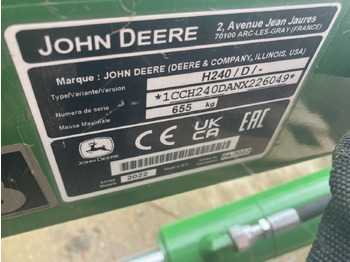 JOHN DEERE
2, Avenue Jean Jaures
70100 ARC-LES-GRAY (FRANCE)
Marque : JOHN DEERE (DEERE & COMPANY, ILLINOIS, USA)
Type/Variante/Version H240 / D / -
Numero de serie *1CCH240DANX226049*
Masse Maximale 655 kg
CE UK CA EAC
JOHN DEERE
2022